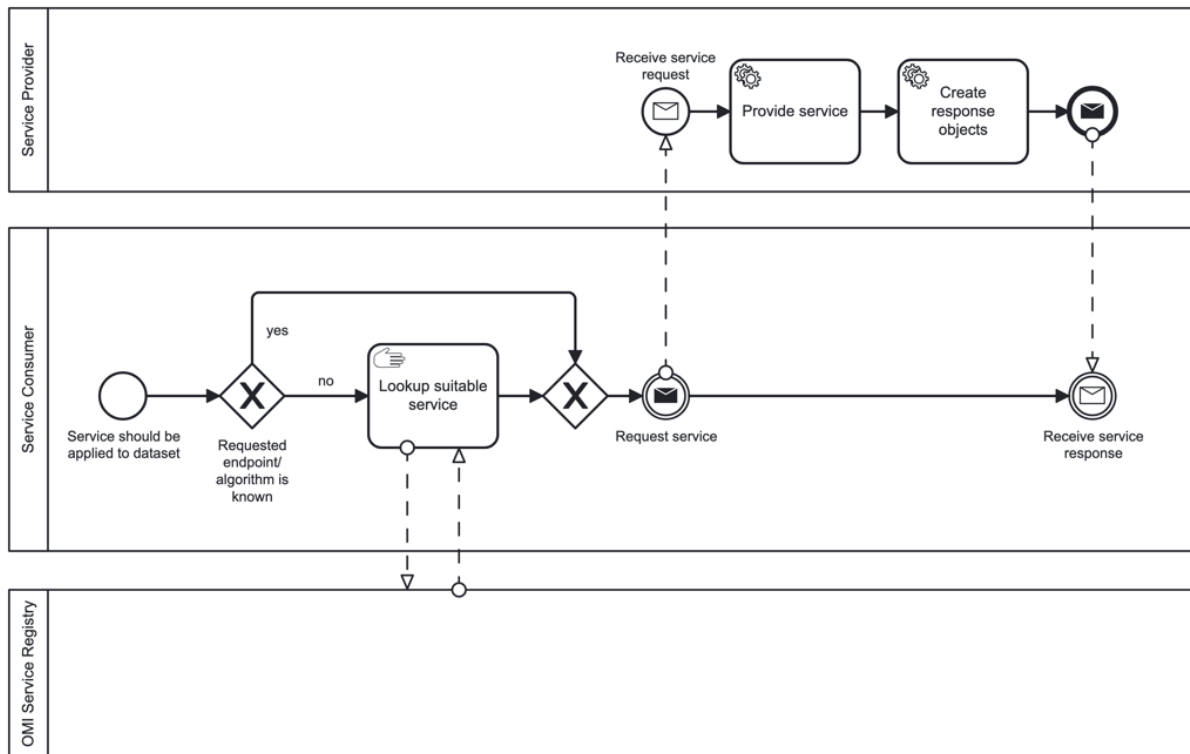 Service Provider
Receive service
request
Provide service
Create
response
objects
Service Consumer
yes
no
Lookup suitable
service
Service should be
applied to dataset
Requested
endpoint/
algorithm is
known
Request service
Receive service
response
OMI Service Registry